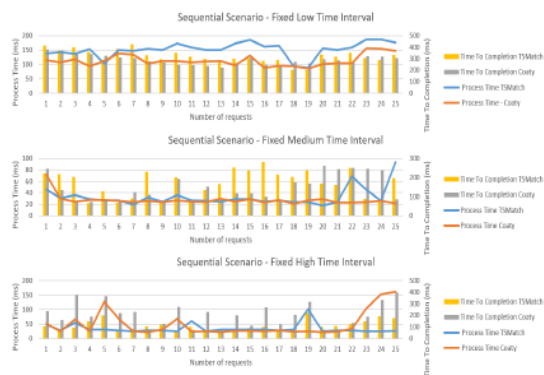 Sequential Scenario - Fixed Low Time Interval
Process Time (ms)
200
150
100
50
0
500
400
300
200
100
0
Time To Completion (ms)
1 2 3 4 5 6 7 8 9 10 11 12 13 14 15 16 17 18 19 20 21 22 23 24 25
Number of requests
Time To Completion TSMatch
Time To Completion Coaty
Process Time TSMatch
Process Time - Coaty
Sequential Scenario - Fixed Medium Time Interval
Process Time (ms)
100
80
60
40
20
0
300
200
100
0
Time To Completion (ms)
1 2 3 4 5 6 7 8 9 10 11 12 13 14 15 16 17 18 19 20 21 22 23 24 25
Number of requests
Time To Completion TSMatch
Time To Completion Coaty
Process Time TSMatch
Process Time Coaty
Sequential Scenario - Fixed High Time Interval
Process Time (ms)
200
150
100
50
0
500
400
300
200
100
0
Time To Completion (ms)
1 2 3 4 5 6 7 8 9 10 11 12 13 14 15 16 17 18 19 20 21 22 23 24 25
Number of requests
Time To Completion TSMatch
Time To Completion Coaty
Process Time TSMatch
Process Time Coaty